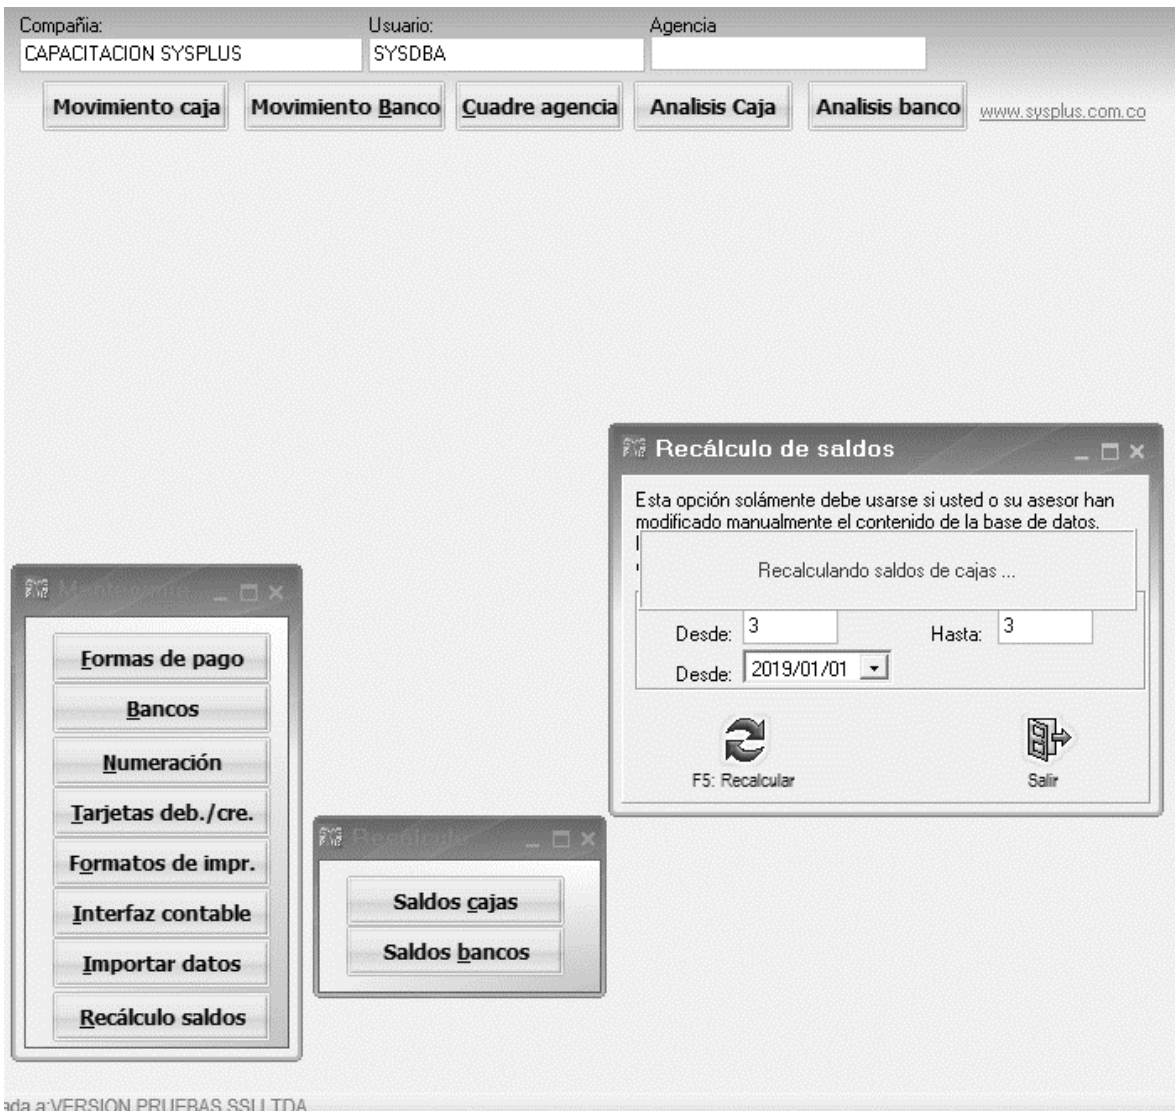 Compañia: Usuario: Agencia
CAPACITACION SYSPLUS SYSDBA
Movimiento caja Movimiento Banco Cuadre agencia Analisis Caja Analisis banco www.sysplus.com.co
Recálculo de saldos
Esta opción solámente debe usarse si usted o su asesor han
modificado manualmente el contenido de la base de datos.
Recalculando saldos de cajas ...
Desde: 3 Hasta: 3
Desde: 2019/01/01
F5: Recalcular Salir
Formas de pago
Bancos
Numeración
Tarjetas deb./cre.
Formatos de impr.
Interfaz contable
Importar datos
Recálculo saldos
Saldos cajas
Saldos bancos
ada a:VERSION PRUEBAS SSI LTDA